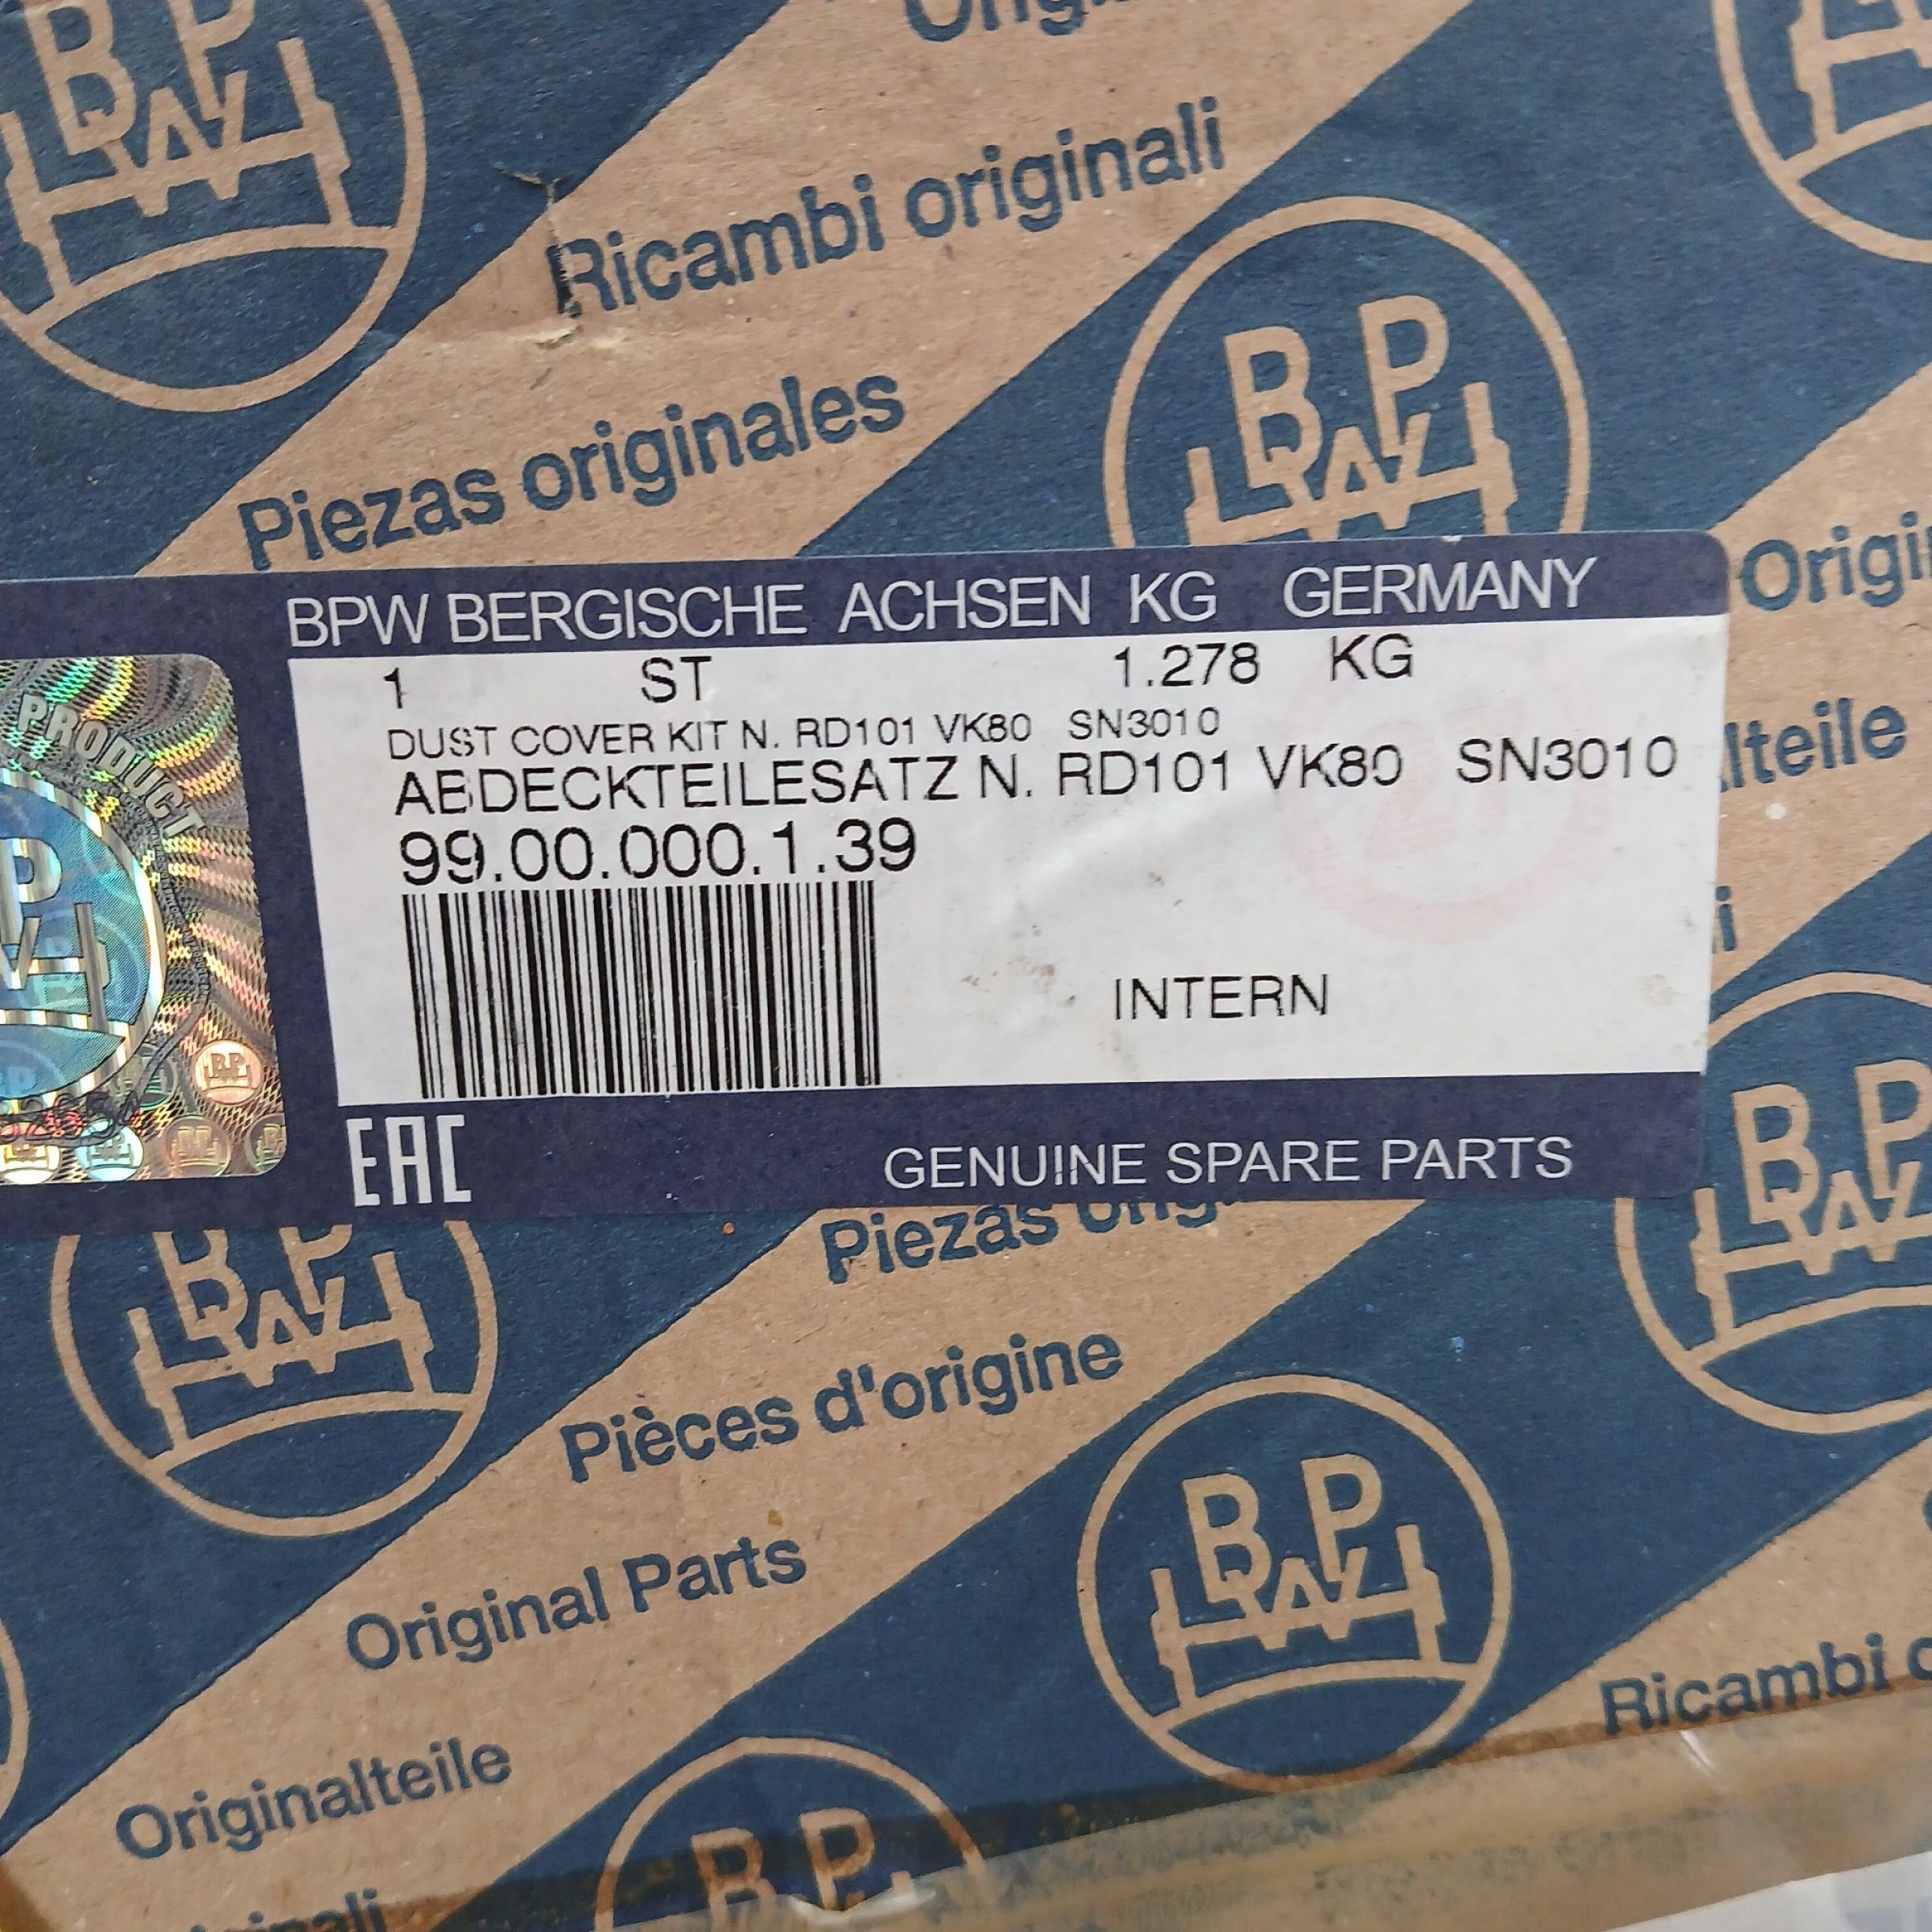 BPW
Ricambi originali
Piezas originales
BPW
BPW BERGISCHE ACHSEN KG GERMANY
1 ST 1.278 KG
DUST COVER KIT N. RD101 VK80 SN3010
ABDECKTEILESATZ N. RD101 VK80 SN3010
99.00.000.1.39
INTERN
PRODUCT
EAC
GENUINE SPARE PARTS
BPW
BPW
Piezas
Pièces d'origine
Original Parts
Originalteile
BPW
Ricambi